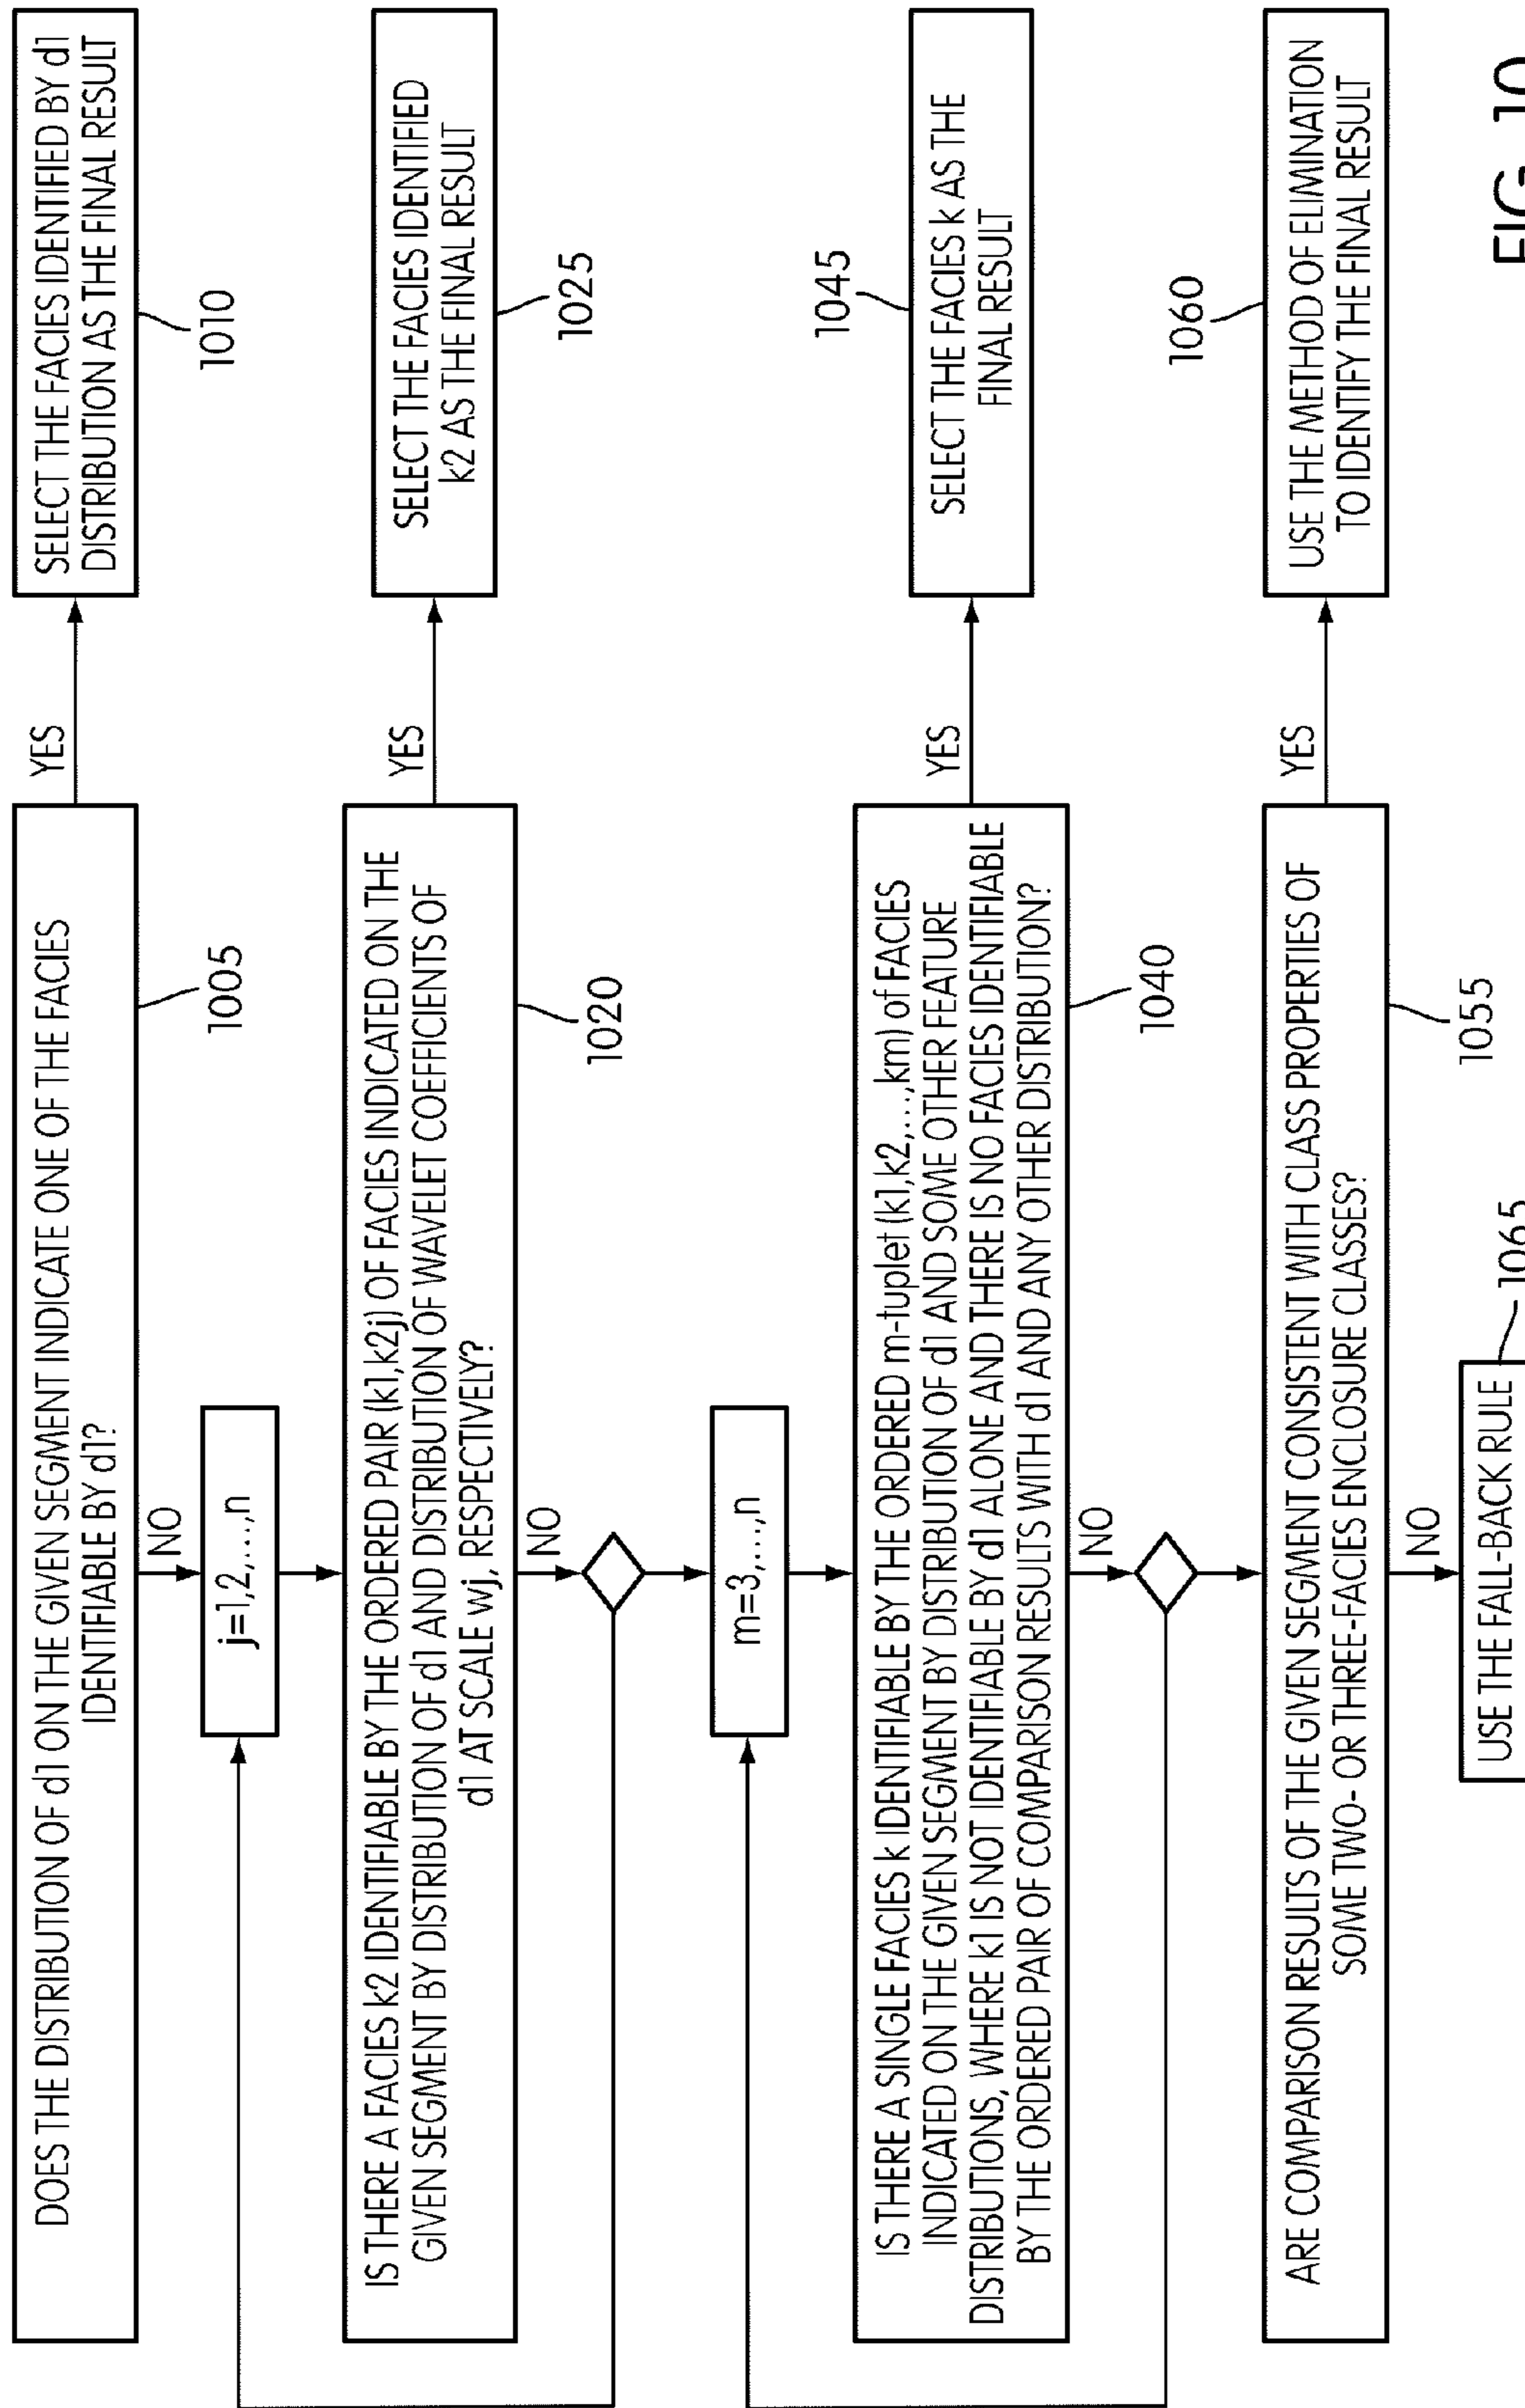 DOES THE DISTRIBUTION OF d1 ON THE GIVEN SEGMENT INDICATE ONE OF THE FACIES
IDENTIFIABLE BY d1?
1005
YES
SELECT THE FACIES IDENTIFIED BY d1
DISTRIBUTION AS THE FINAL RESULT
1010
NO
j=1,2,...,n
IS THERE A FACIES k2 IDENTIFIABLE BY THE ORDERED PAIR (k1,k2j) OF FACIES INDICATED ON THE
GIVEN SEGMENT BY DISTRIBUTION OF d1 AND DISTRIBUTION OF WAVELET COEFFICIENTS OF
d1 AT SCALE wj, RESPECTIVELY?
1020
YES
SELECT THE FACIES IDENTIFIED
k2 AS THE FINAL RESULT
1025
NO
m=3,...,n
IS THERE A SINGLE FACIES k IDENTIFIABLE BY THE ORDERED m-tuplet (k1,k2,...,km) of FACIES
INDICATED ON THE GIVEN SEGMENT BY DISTRIBUTION OF d1 AND SOME OTHER FEATURE
DISTRIBUTIONS, WHERE k1 IS NOT IDENTIFIABLE BY d1 ALONE AND THERE IS NO FACIES IDENTIFIABLE
BY THE ORDERED PAIR OF COMPARISON RESULTS WITH d1 AND ANY OTHER DISTRIBUTION?
1040
YES
SELECT THE FACIES k AS THE
FINAL RESULT
1045
NO
ARE COMPARISON RESULTS OF THE GIVEN SEGMENT CONSISTENT WITH CLASS PROPERTIES OF
SOME TWO- OR THREE-FACIES ENCLOSURE CLASSES?
1055
YES
USE THE METHOD OF ELIMINATION
TO IDENTIFY THE FINAL RESULT
1060
NO
USE THE FALL-BACK RULE
1065
FIG. 10